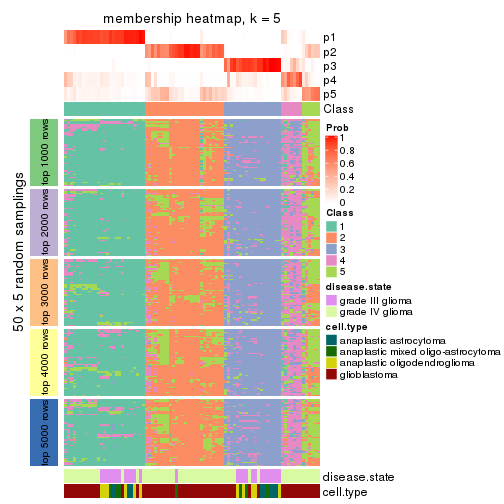 membership heatmap, k = 5
p1
p2
p3
p4
p5
Class
50 x 5 random samplings
top 1000 rows
top 2000 rows
top 3000 rows
top 4000 rows
top 5000 rows
Prob
1
0.8
0.6
0.4
0.2
0
Class
1
2
3
4
5
disease.state
grade III glioma
grade IV glioma
cell.type
anaplastic astrocytoma
anaplastic mixed oligo-astrocytoma
anaplastic oligodendroglioma
glioblastoma
disease.state
cell.type